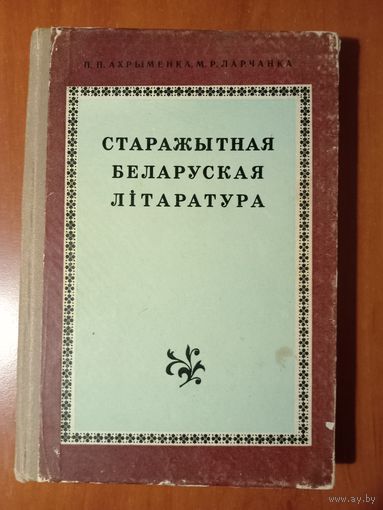 П. П. АХРЫМЕНКА, М. Р. ЛАРЧАНКА
СТАРАЖЫТНАЯ
БЕЛАРУСКАЯ
ЛІТАРАТУРА
www.ay.by